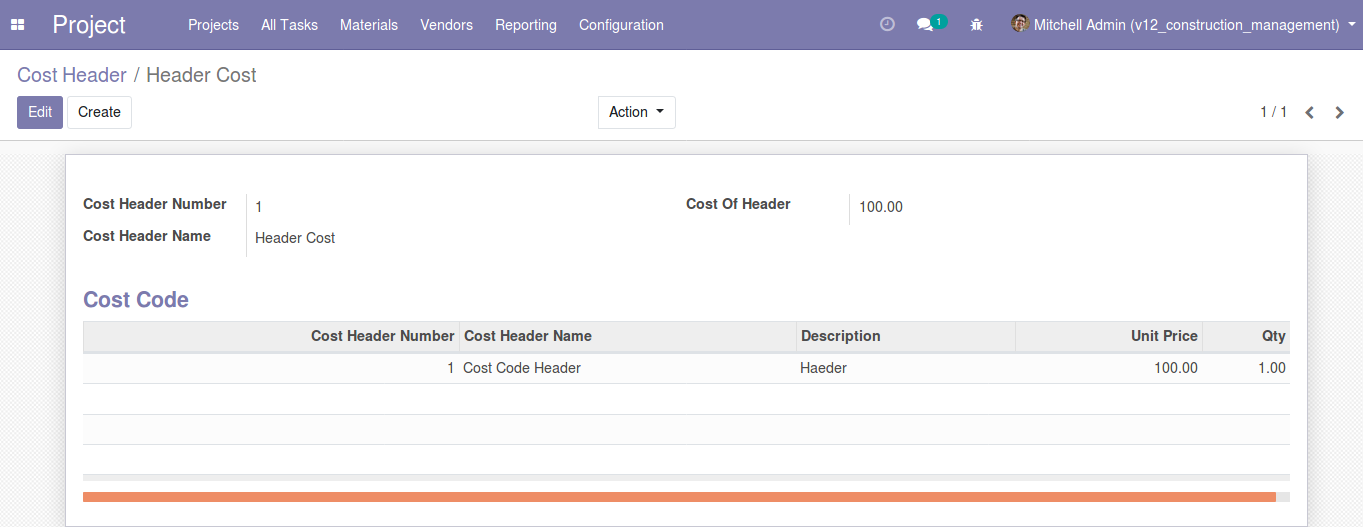 Project Projects All Tasks Materials Vendors Reporting Configuration 1 Mitchell Admin (v12_construction_management)
Cost Header / Header Cost
Edit Create Action 1 / 1
Cost Header Number 1 Cost Of Header 100.00
Cost Header Name Header Cost
Cost Code
Cost Header Number Cost Header Name Description Unit Price Qty
1 Cost Code Header Haeder 100.00 1.00